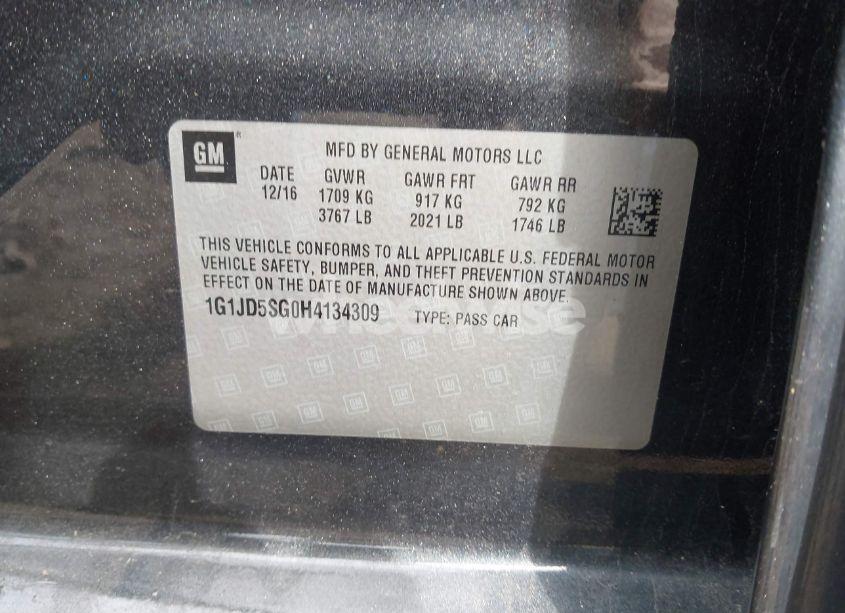 GM
MFD BY GENERAL MOTORS LLC
DATE GVWR GAWR FRT GAWR RR
12/16 1709 KG 917 KG 792 KG
3767 LB 2021 LB 1746 LB
THIS VEHICLE CONFORMS TO ALL APPLICABLE U.S. FEDERAL MOTOR
VEHICLE SAFETY, BUMPER, AND THEFT PREVENTION STANDARDS IN
EFFECT ON THE DATE OF MANUFACTURE SHOWN ABOVE.
1G1JD5SG0H4134309 TYPE: PASS CAR